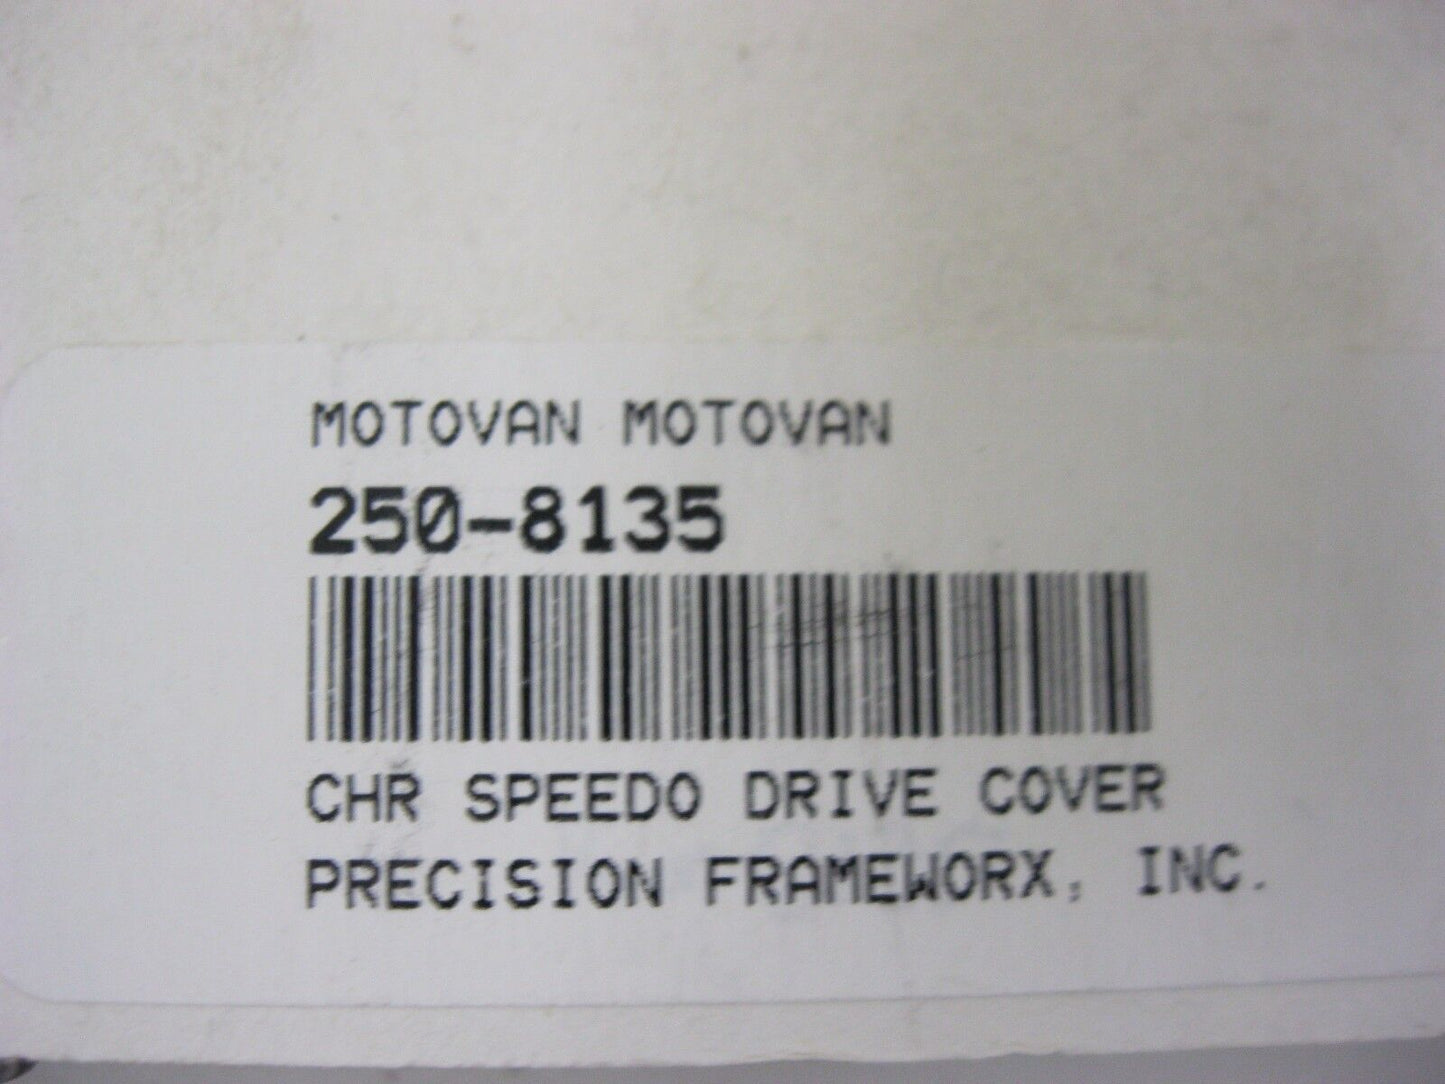 MOTOVAN MOTOVAN
250-8135
CHR SPEEDO DRIVE COVER
PRECISION FRAMEWORX, INC.